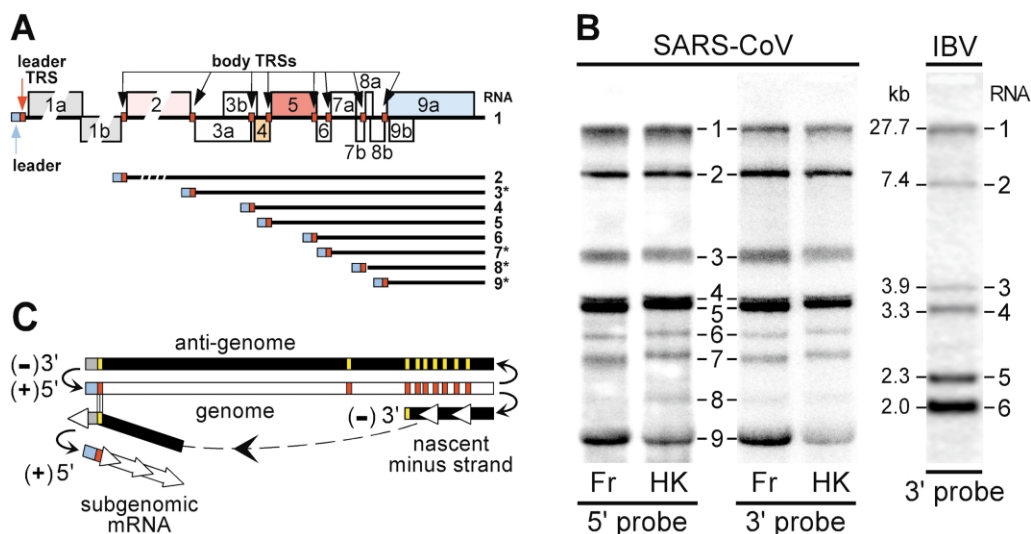 A
leader
TRS
body TRSs
8a
RNA
1a
2
3b
5
7a
9a
1
1b
3a
4
6
7b
8b
9b
leader
2
3*
4
5
6
7*
8*
9*
B
SARS-CoV
IBV
kb
RNA
1
27.7
1
2
7.4
2
3
3.9
3
4
3.3
4
5
6
7
2.3
5
8
2.0
6
9
Fr HK Fr HK
5' probe 3' probe
3' probe
C
anti-genome
(-)3'
(+)5'
genome
(-) 3'
nascent
minus strand
(+)5'
subgenomic
mRNA